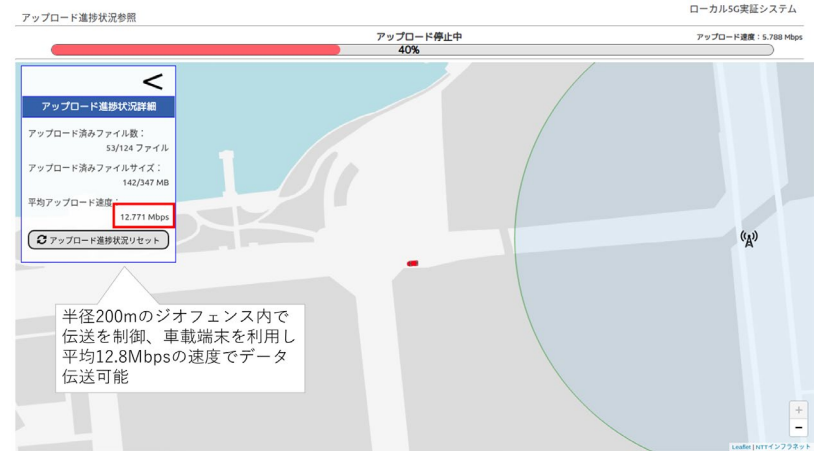 アップロード進捗状況参照
ローカル5G実証システム
アップロード停止中
アップロード速度：5.788 Mbps
40%
<
アップロード進捗状況詳細
アップロード済みファイル数：
53/124 ファイル
アップロード済みファイルサイズ：
142/347 MB
平均アップロード速度：
12.771 Mbps
アップロード進捗状況リセット
半径200mのジオフェンス内で
伝送を制御、車載端末を利用し
平均12.8Mbpsの速度でデータ
伝送可能
+
−
Leaflet | NTTインフラネット